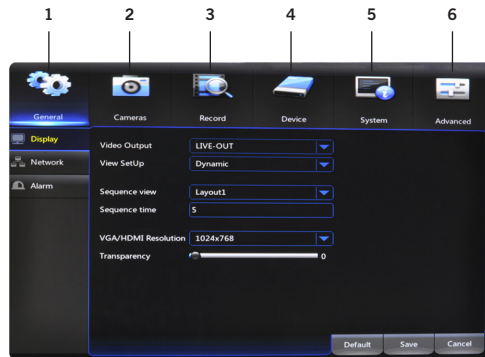 1 2 3 4 5 6
General Cameras Record Device System Advanced
Display
Network
Alarm
Video Output LIVE-OUT
View SetUp Dynamic
Sequence view Layout1
Sequence time 5
VGA/HDMI Resolution 1024x768
Transparency 0
Default Save Cancel